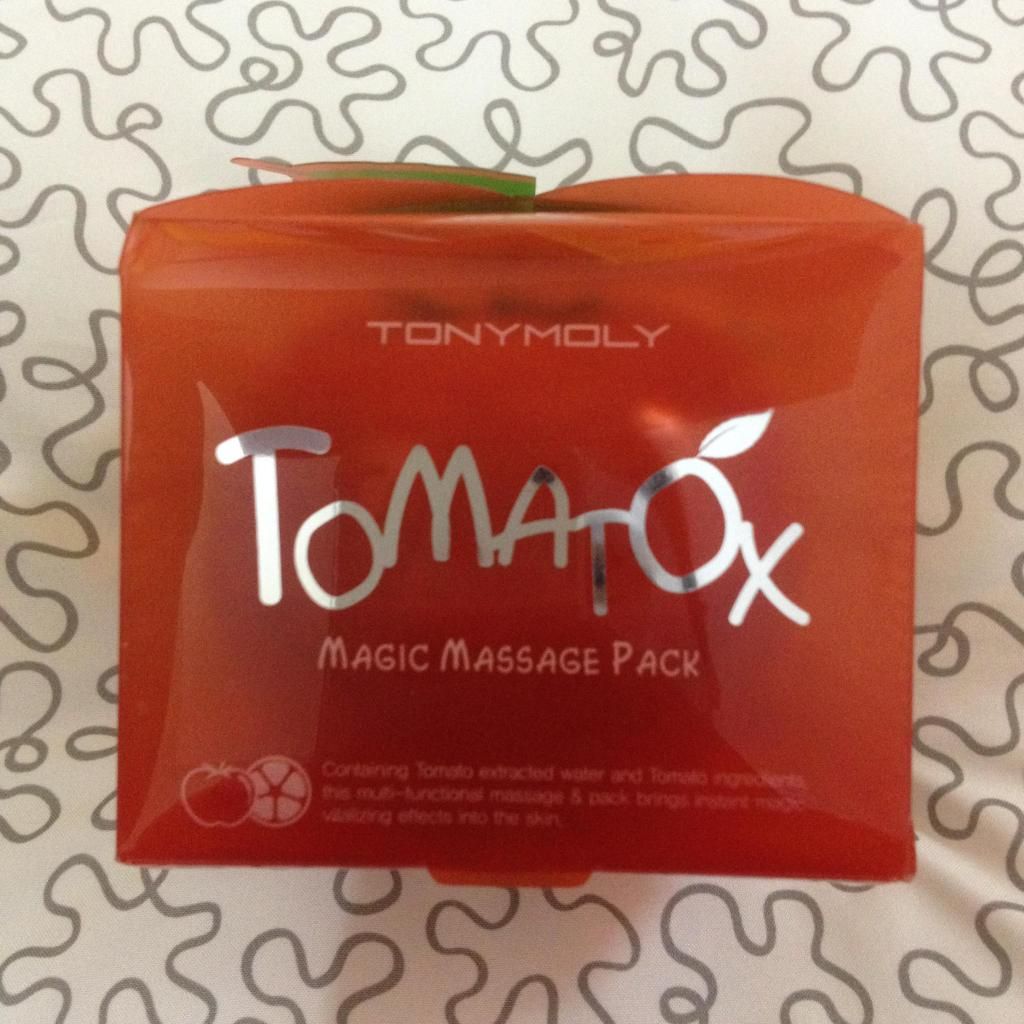 TONYMOLY
TOMATOX
MAGIC MASSAGE PACK
Containing Tomato extracted water and Tomato ingredients
this multi-functional massage & pack brings instant magic
vitalizing effects into the skin.